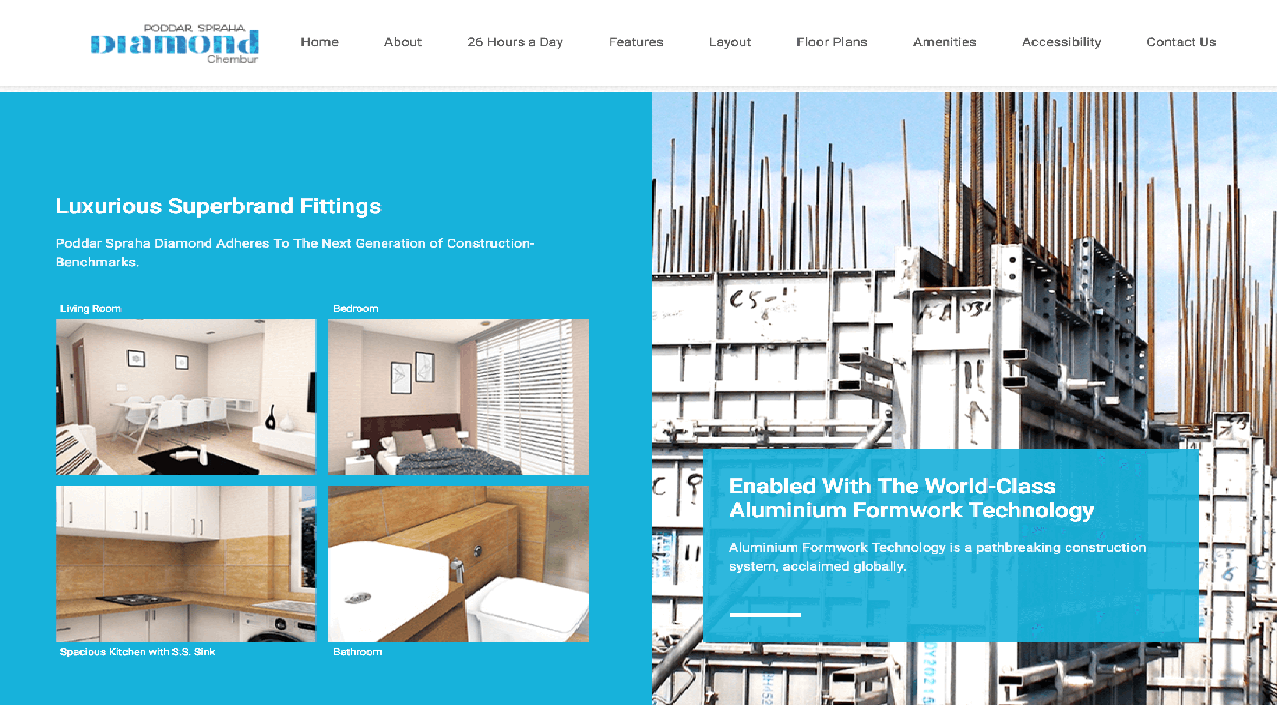 PODDAR SPRAHA
DIAMOND
Chembur
Home
About
26 Hours a Day
Features
Layout
Floor Plans
Amenities
Accessibility
Contact Us
Luxurious Superbrand Fittings
Poddar Spraha Diamond Adheres To The Next Generation of Construction-
Benchmarks.
Living Room
Bedroom
Spacious Kitchen with S.S. Sink
Bathroom
C5-1
Enabled With The World-Class
Aluminium Formwork Technology
Aluminium Formwork Technology is a pathbreaking construction
system, acclaimed globally.